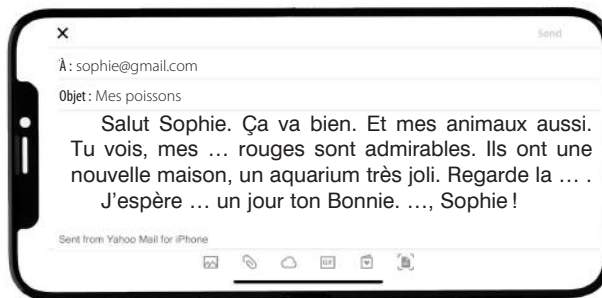 Send
À : sophie@gmail.com
Objet : Mes poissons
Salut Sophie. Ça va bien. Et mes animaux aussi.
Tu vois, mes … rouges sont admirables. Ils ont une
nouvelle maison, un aquarium très joli. Regarde la … .
J’espère … un jour ton Bonnie. …, Sophie !
Sent from Yahoo Mail for iPhone
GIF